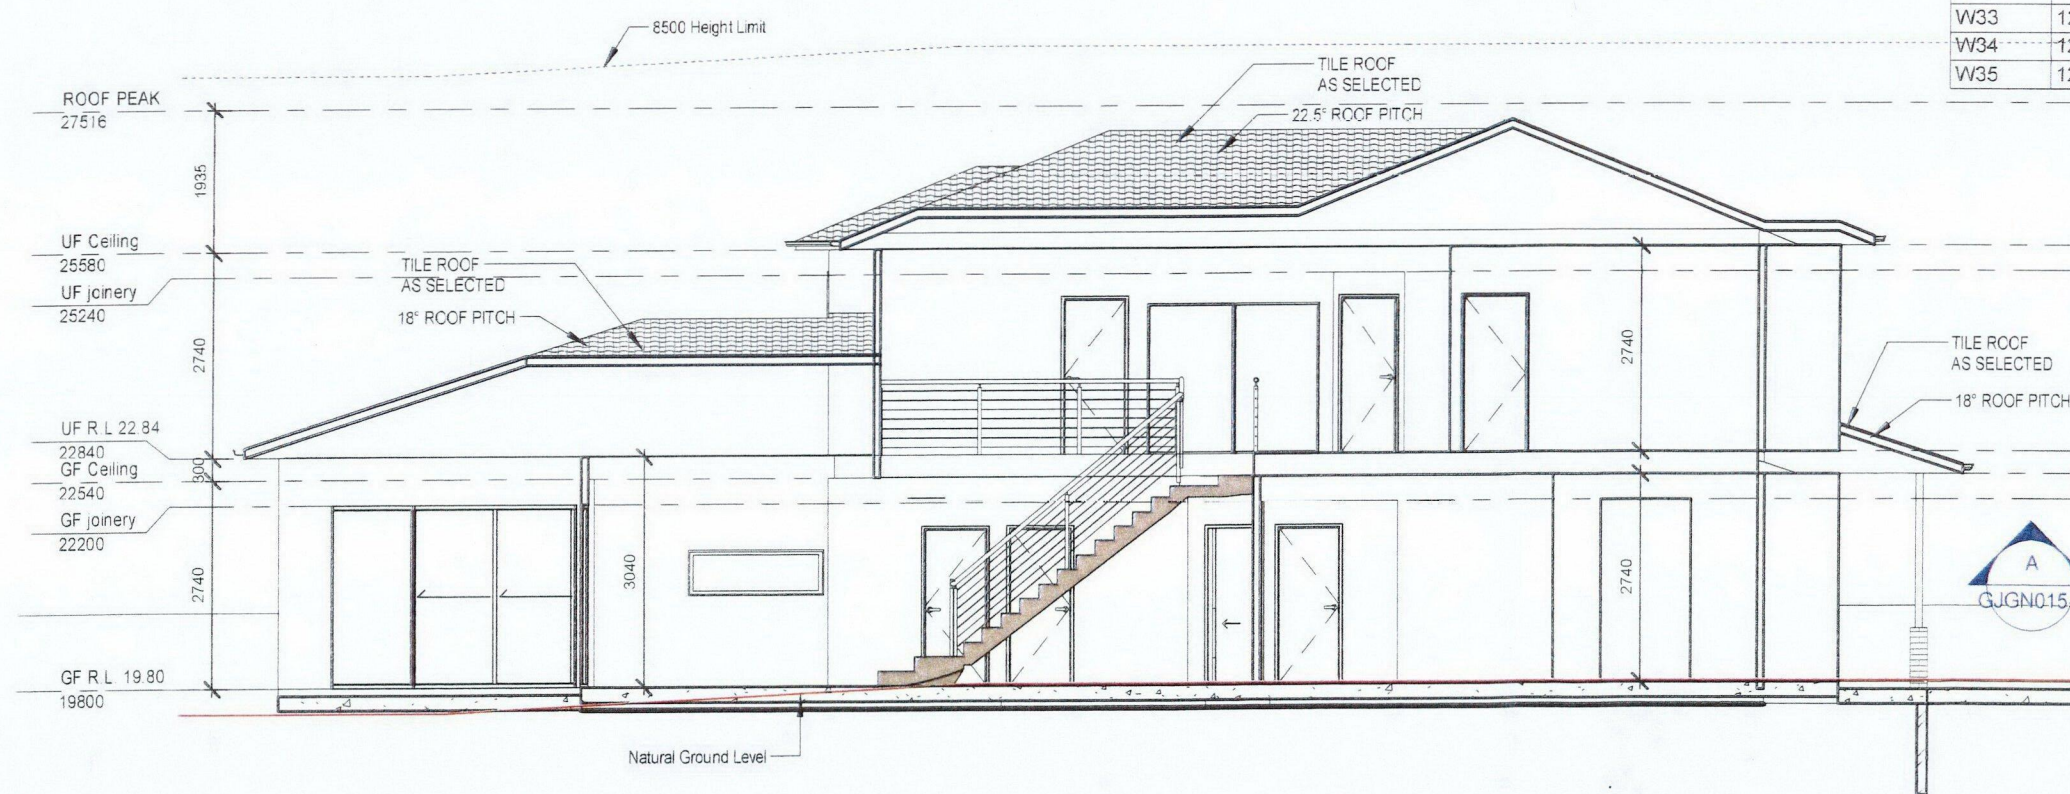 8500 Height Limit
W33
W34
W35
TILE ROOF
AS SELECTED
22.5° ROOF PITCH
ROOF PEAK
27516
1935
UF Ceiling
25580
UF joinery
25240
TILE ROOF
AS SELECTED
18° ROOF PITCH
2740
2740
TILE ROOF
AS SELECTED
18° ROOF PITCH
UF R.L 22.84
22840
300
GF Ceiling
22540
GF joinery
22200
2740
3040
2740
A
GJGN015
GF R.L 19.80
19800
Natural Ground Level